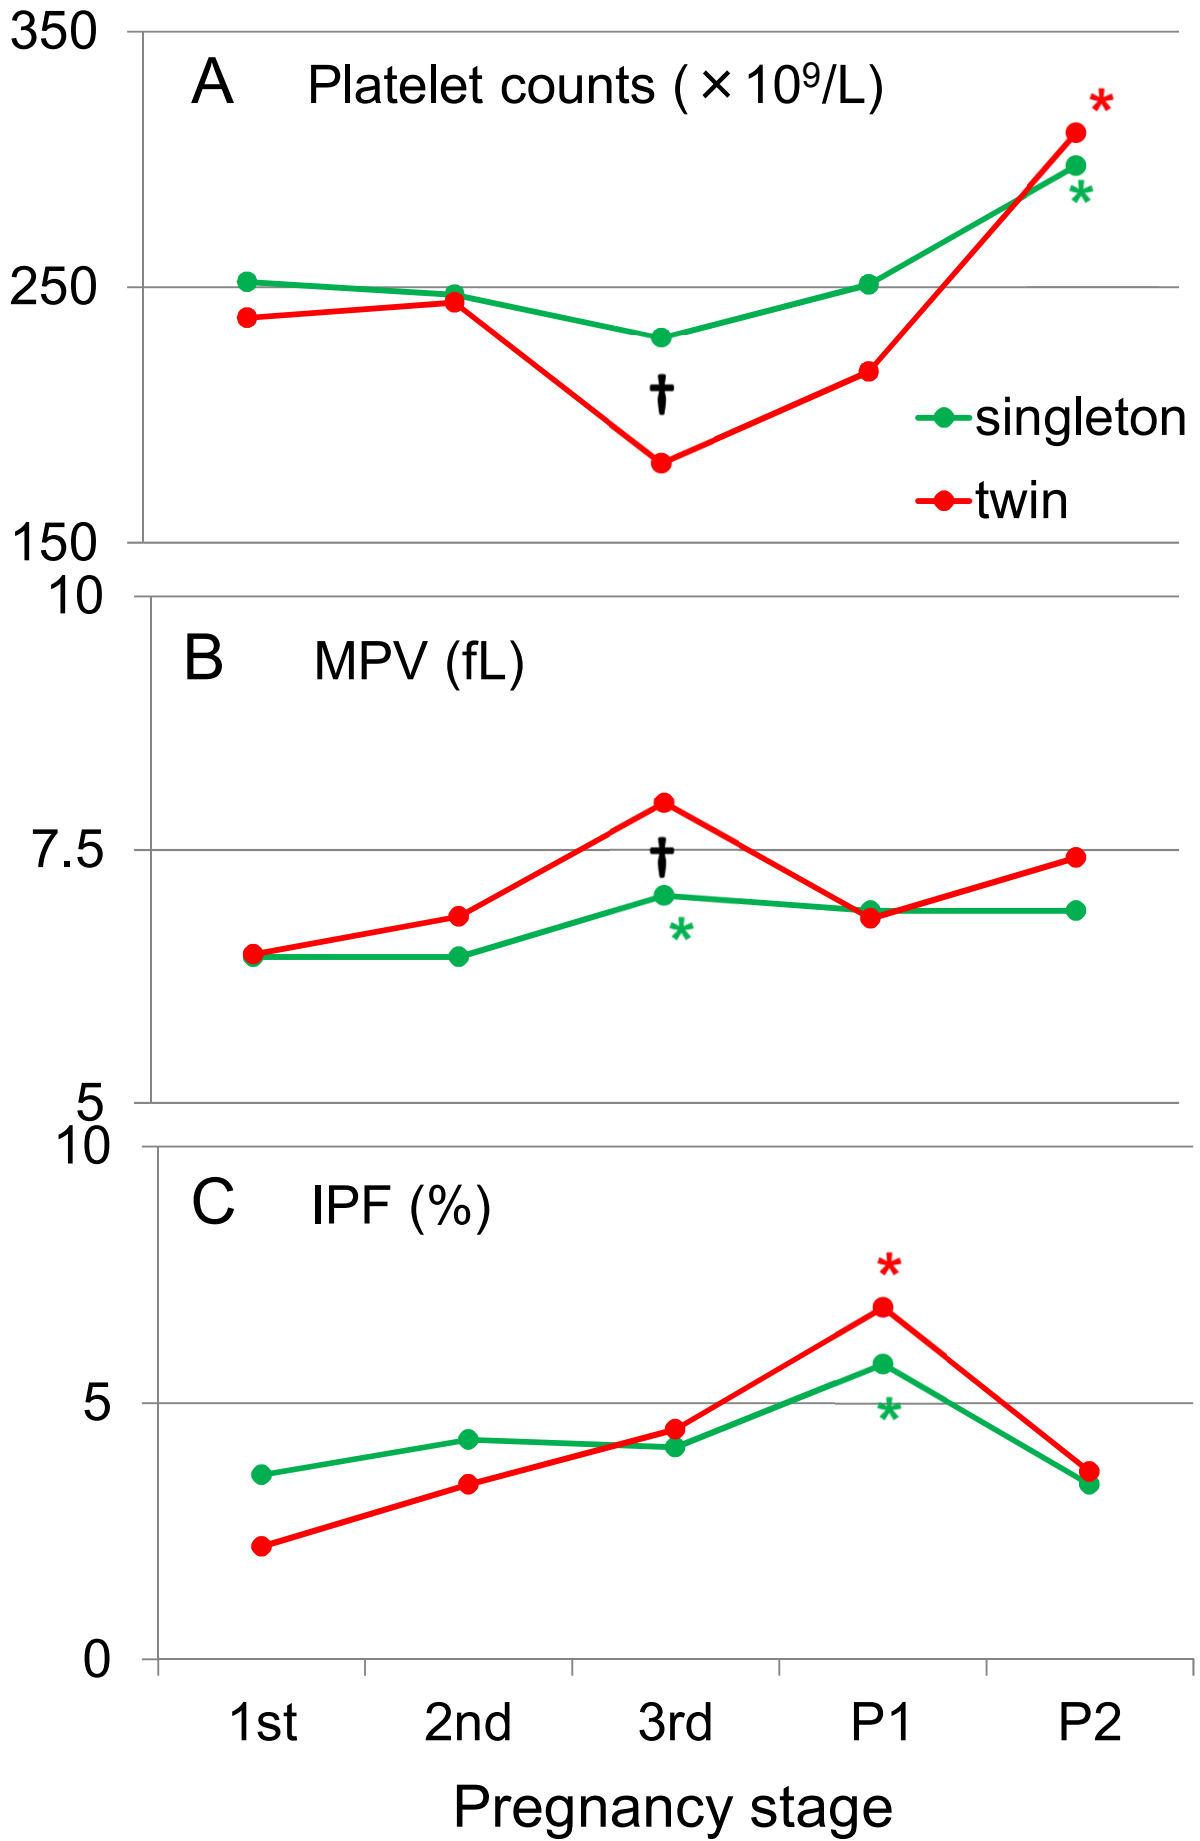 350
A Platelet counts (×10⁹/L)
*
*
250
†
singleton
twin
150
10
B MPV (fL)
7.5
†
*
5
10
C IPF (%)
*
5
*
0
1st 2nd 3rd P1 P2
Pregnancy stage